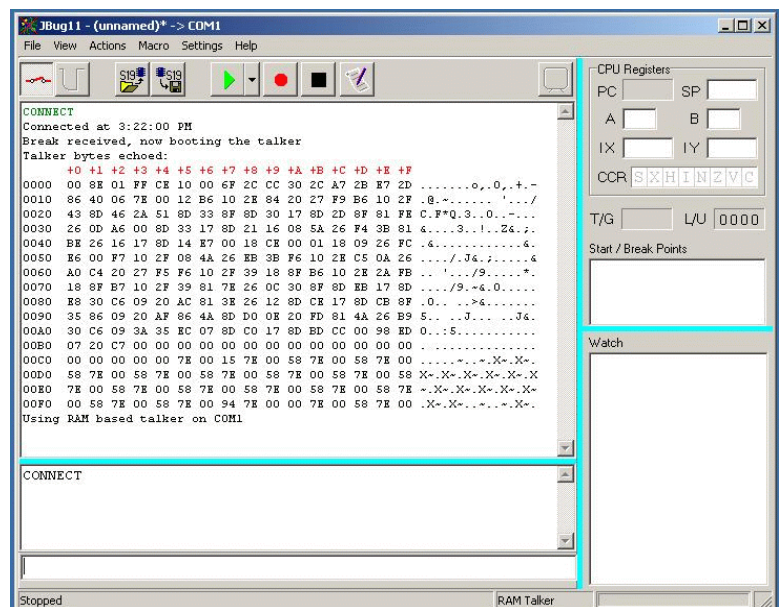 JBug11 - (unnamed)* -> COM1
File View Actions Macro Settings Help
S19 S19
CONNECT
Connected at 3:22:00 PM
Break received, now booting the talker
Talker bytes echoed:
+0 +1 +2 +3 +4 +5 +6 +7 +8 +9 +A +B +C +D +E +F
0000 00 8E 01 FF CE 10 00 6F 2C CC 30 2C A7 2B E7 2D .......o,.0,.+.-
0010 86 40 06 7E 00 12 B6 10 2E 84 20 27 F9 B6 10 2F .@.~...... '.../
0020 43 8D 46 2A 51 8D 33 8F 8D 30 17 8D 2D 8F 81 FE C.F*Q.3..0..-...
0030 26 0D A6 00 8D 33 17 8D 21 16 08 5A 26 F4 3B 81 &....3..!..Z&.;.
0040 BE 26 16 17 8D 14 E7 00 18 CE 00 01 18 09 26 FC .&............&.
0050 E6 00 F7 10 2F 08 4A 26 EB 3B F6 10 2E C5 0A 26 ..../.J&.;.....&
0060 A0 C4 20 27 F5 F6 10 2F 39 18 8F B6 10 2E 2A FB .. '.../9.....*.
0070 18 8F B7 10 2F 39 81 7E 26 0C 30 8F 8D EB 17 8D ..../9.~&.0.....
0080 E8 30 C6 09 20 AC 81 3E 26 12 8D CE 17 8D CB 8F .0.. ..>&.......
0090 35 86 09 20 AF 86 4A 8D D0 0E 20 FD 81 4A 26 B9 5.. ..J... ..J&.
00A0 30 C6 09 3A 35 EC 07 8D C0 17 8D BD CC 00 98 ED 0..:5...........
00B0 07 20 C7 00 00 00 00 00 00 00 00 00 00 00 00 00 . ..............
00C0 00 00 00 00 00 7E 00 15 7E 00 58 7E 00 58 7E 00 .....~..~.X~.X~.
00D0 58 7E 00 58 7E 00 58 7E 00 58 7E 00 58 7E 00 58 X~.X~.X~.X~.X~.X
00E0 7E 00 58 7E 00 58 7E 00 58 7E 00 58 7E 00 58 7E ~.X~.X~.X~.X~.X~
00F0 00 58 7E 00 58 7E 00 94 7E 00 00 7E 00 58 7E 00 .X~.X~..~..~.X~.
Using RAM based talker on COM1
CONNECT
Stopped
RAM Talker
CPU Registers
PC SP
A B
IX IY
CCR S X H I N Z V C
T/G L/U 0000
Start / Break Points
Watch